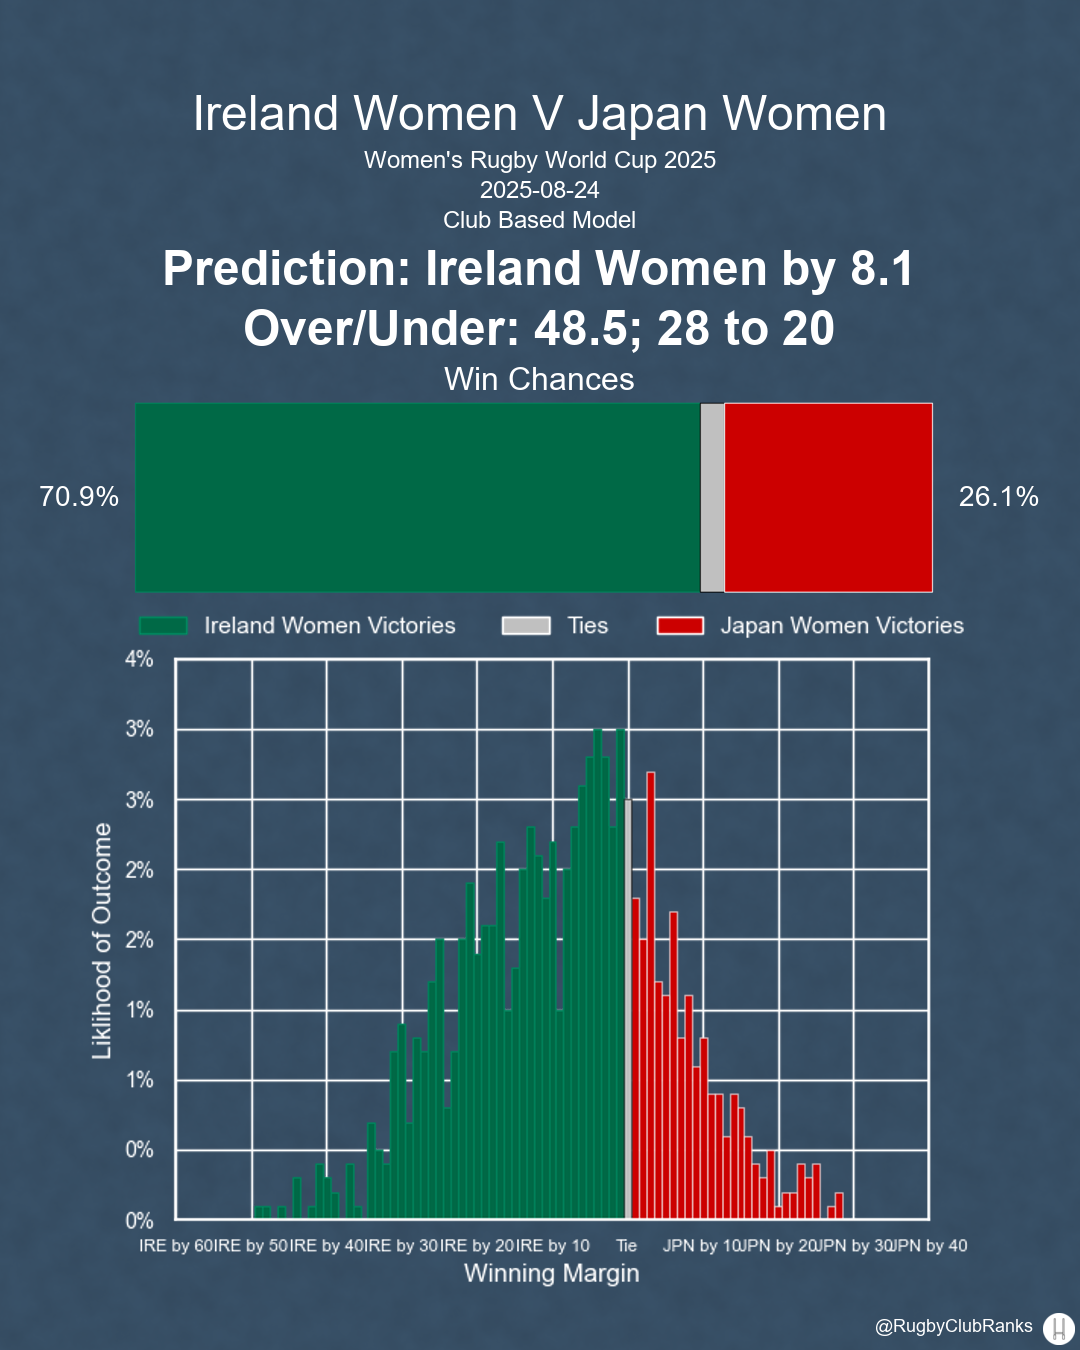 Ireland Women V Japan Women
Women's Rugby World Cup 2025
2025-08-24
Club Based Model
Prediction: Ireland Women by 8.1
Over/Under: 48.5; 28 to 20
Win Chances
70.9%
26.1%
Ireland Women Victories Ties Japan Women Victories
4%
3%
3%
2%
2%
1%
1%
0%
0%
Liklihood of Outcome
IRE by 60 IRE by 50 IRE by 40 IRE by 30 IRE by 20 IRE by 10 Tie JPN by 10 JPN by 20 JPN by 30 JPN by 40
Winning Margin
@RugbyClubRanks